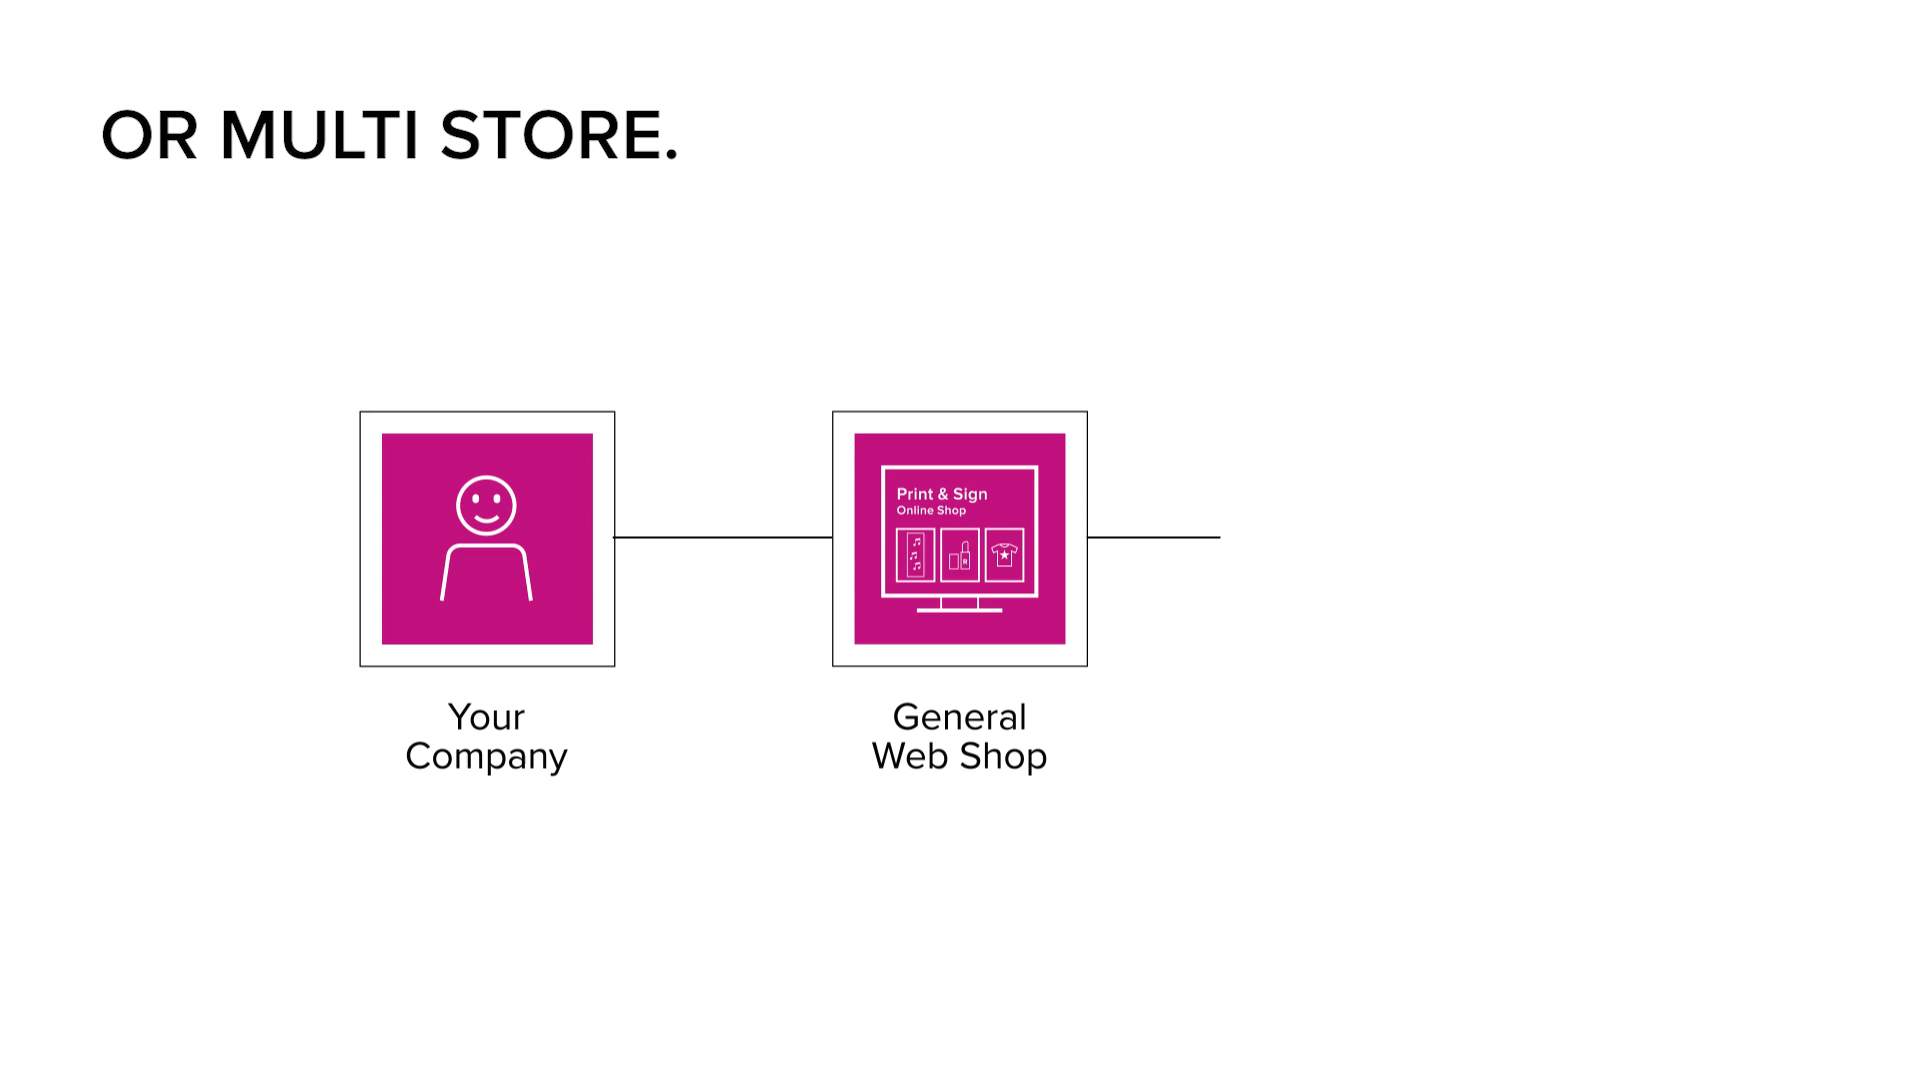 OR MULTI STORE.
Print & Sign
Online Shop
Your
Company
General
Web Shop